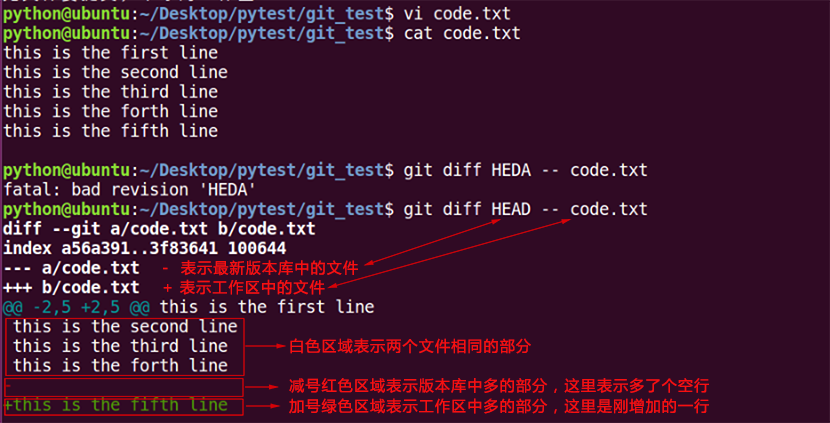 python@ubuntu:~/Desktop/pytest/git_test$ vi code.txt
python@ubuntu:~/Desktop/pytest/git_test$ cat code.txt
this is the first line
this is the second line
this is the third line
this is the forth line
this is the fifth line
python@ubuntu:~/Desktop/pytest/git_test$ git diff HEDA -- code.txt
fatal: bad revision 'HEDA'
python@ubuntu:~/Desktop/pytest/git_test$ git diff HEAD -- code.txt
diff --git a/code.txt b/code.txt
index a56a391..3f83641 100644
--- a/code.txt - 表示最新版本库中的文件
+++ b/code.txt + 表示工作区中的文件
@@ -2,5 +2,5 @@ this is the first line
this is the second line
this is the third line 白色区域表示两个文件相同的部分
this is the forth line
- 减号红色区域表示版本库中多的部分，这里表示多了个空行
+this is the fifth line 加号绿色区域表示工作区中多的部分，这里是刚增加的一行